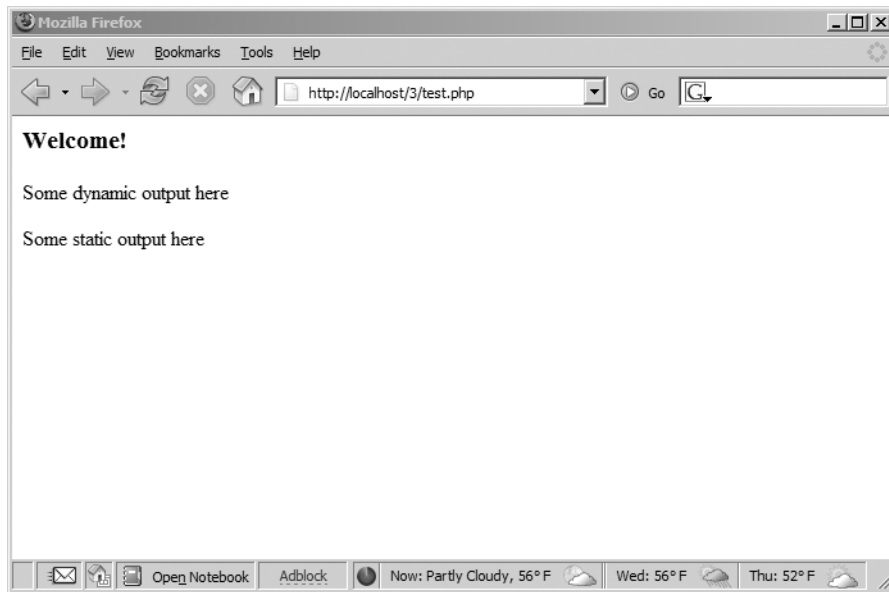 Mozilla Firefox
File Edit View Bookmarks Tools Help
http://localhost/3/test.php Go G
Welcome!
Some dynamic output here
Some static output here
Open Notebook Adblock Now: Partly Cloudy, 56° F Wed: 56° F Thu: 52° F